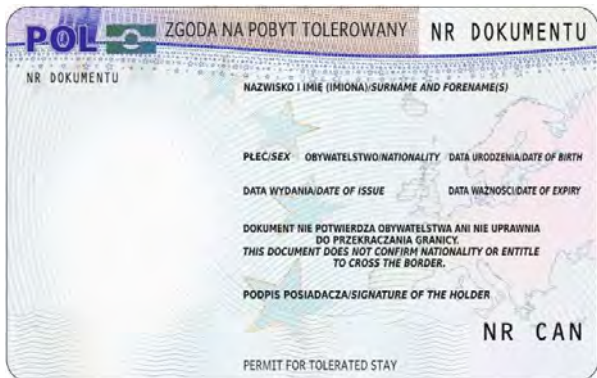 POL ZGODA NA POBYT TOLEROWANY NR DOKUMENTU
NR DOKUMENTU
NAZWISKO I IMIĘ (IMIONA)/SURNAME AND FORENAME(S)
PŁEĆ/SEX OBYWATELSTWO/NATIONALITY DATA URODZENIA/DATE OF BIRTH
DATA WYDANIA/DATE OF ISSUE DATA WAŻNOŚCI/DATE OF EXPIRY
DOKUMENT NIE POTWIERDZA OBYWATELSTWA ANI NIE UPRAWNIA
DO PRZEKRACZANIA GRANICY.
THIS DOCUMENT DOES NOT CONFIRM NATIONALITY OR ENTITLE
TO CROSS THE BORDER.
PODPIS POSIADACZA/SIGNATURE OF THE HOLDER
NR CAN
PERMIT FOR TOLERATED STAY